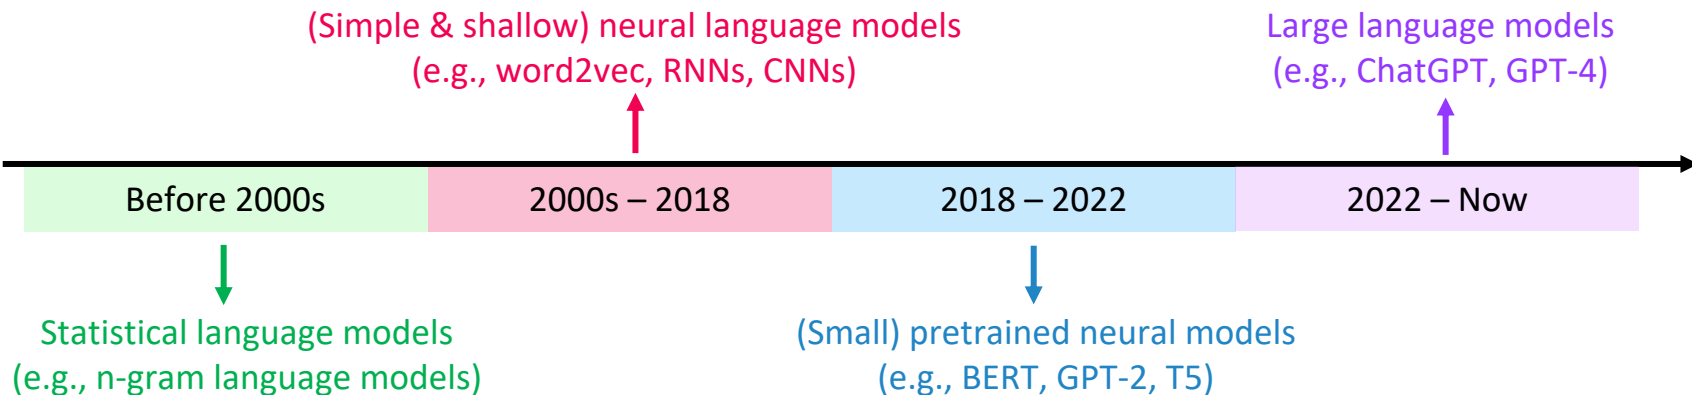 (Simple & shallow) neural language models
(e.g., word2vec, RNNs, CNNs)
Large language models
(e.g., ChatGPT, GPT-4)
Before 2000s
2000s – 2018
2018 – 2022
2022 – Now
Statistical language models
(e.g., n-gram language models)
(Small) pretrained neural models
(e.g., BERT, GPT-2, T5)